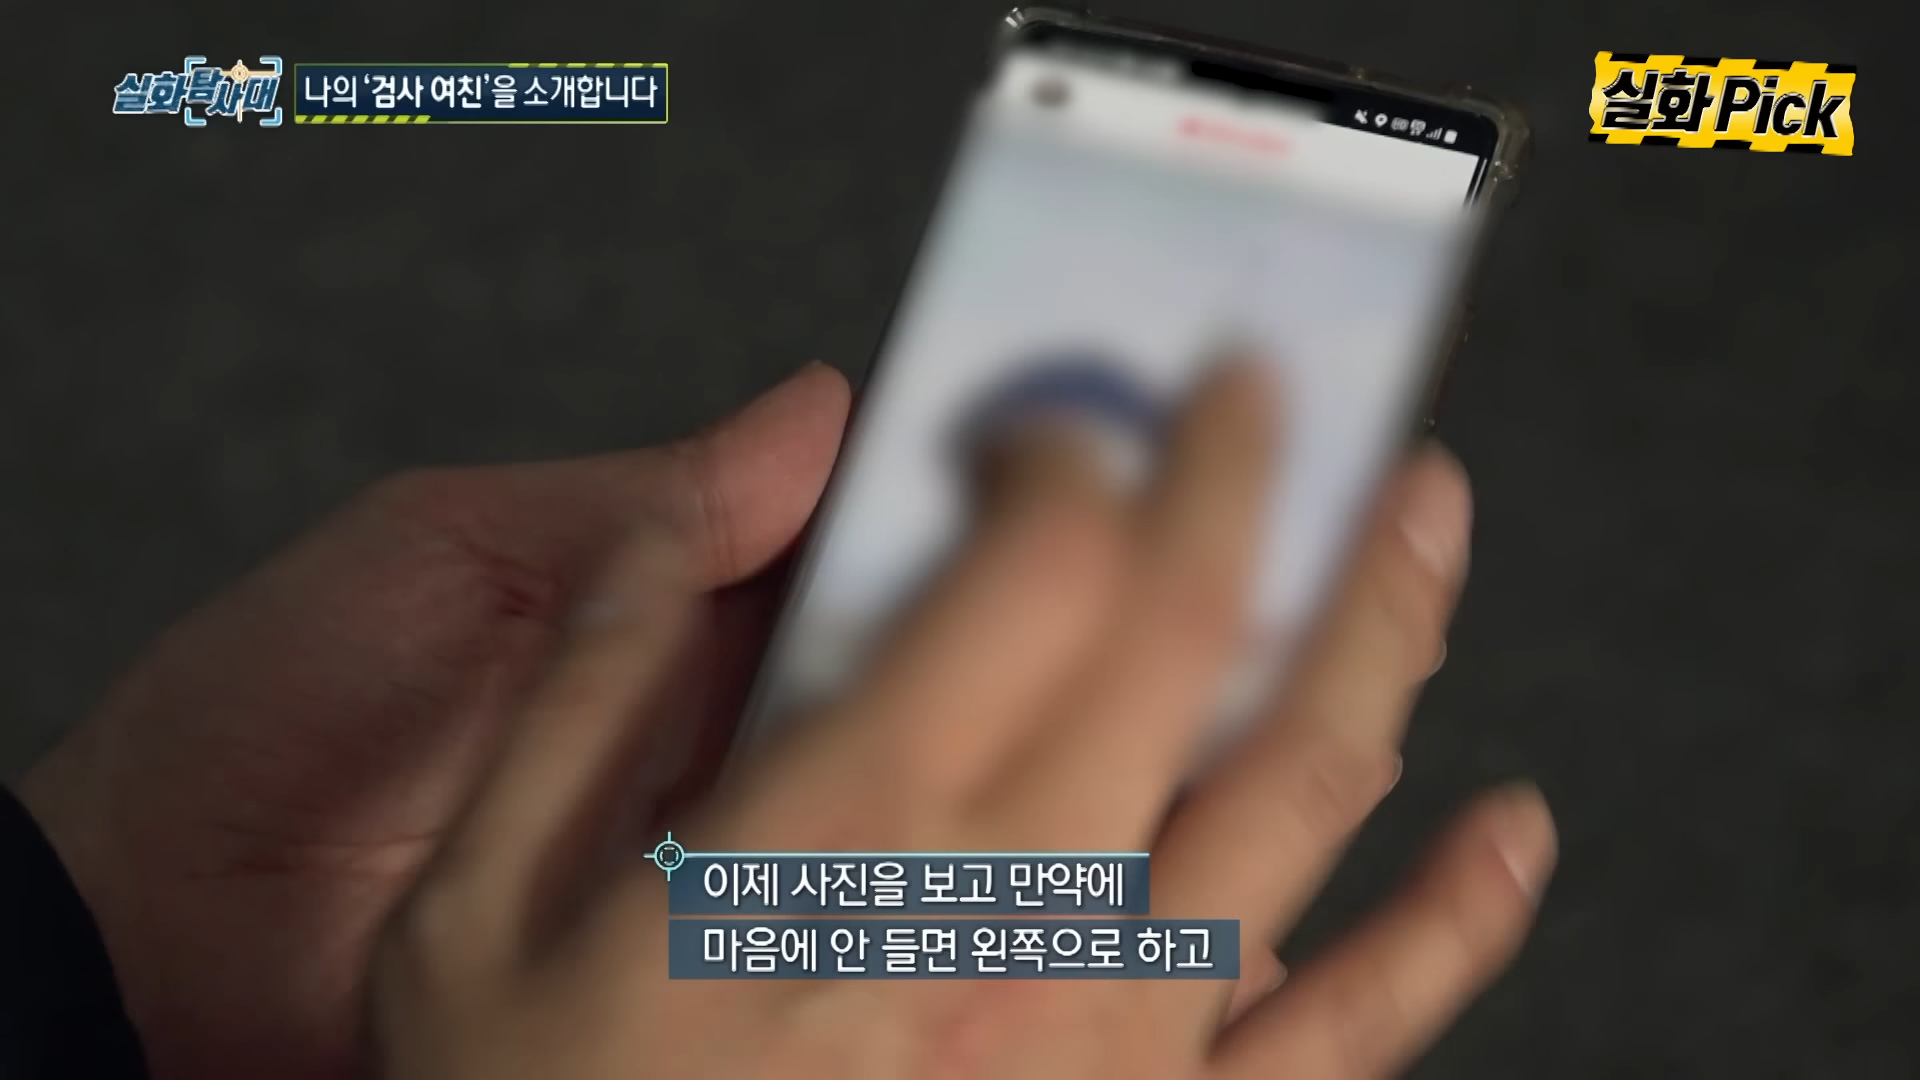 실화탐사대
나의 '검사 여친'을 소개합니다
실화Pick
이제 사진을 보고 만약에
마음에 안 들면 왼쪽으로 하고